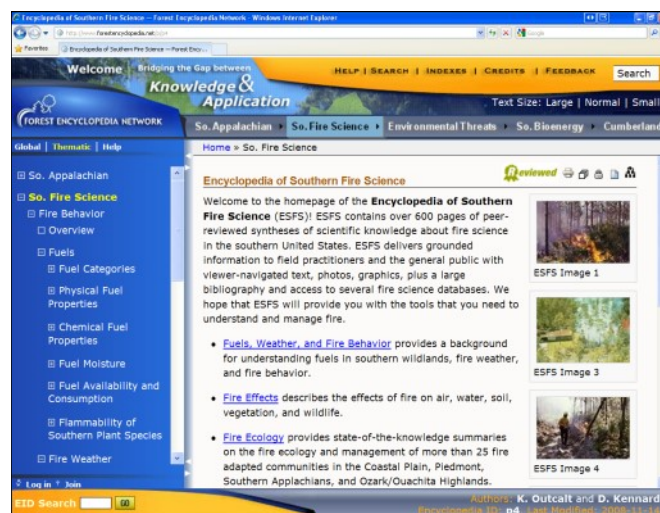 Encyclopedia of Southern Fire Science — Forest Encyclopedia Network - Windows Internet Explorer
Google
Favorites
Encyclopedia of Southern Fire Science — Forest Ency...
Welcome
Bridging the Gap between
Knowledge &
Application
HELP | SEARCH | INDEXES | CREDITS | FEEDBACK
Search
Text Size: Large | Normal | Small
FOREST ENCYCLOPEDIA NETWORK
So. Appalachian
So. Fire Science
Environmental Threats
So. Bioenergy
Cumberland
Global | Thematic | Help
Home » So. Fire Science
So. Appalachian
So. Fire Science
Fire Behavior
Overview
Fuels
Fuel Categories
Physical Fuel
Properties
Chemical Fuel
Properties
Fuel Moisture
Fuel Availability and
Consumption
Flammability of
Southern Plant Species
Fire Weather
Log in
Join
EID Search
GO
Encyclopedia of Southern Fire Science
Reviewed
Welcome to the homepage of the Encyclopedia of Southern
Fire Science (ESFS)! ESFS contains over 600 pages of peer-
reviewed syntheses of scientific knowledge about fire science
in the southern United States. ESFS delivers grounded
information to field practitioners and the general public with
viewer-navigated text, photos, graphics, plus a large
bibliography and access to several fire science databases. We
hope that ESFS will provide you with the tools that you need to
understand and manage fire.
• Fuels, Weather, and Fire Behavior provides a background
for understanding fuels in southern wildlands, fire weather,
and fire behavior.
• Fire Effects describes the effects of fire on air, water, soil,
vegetation, and wildlife.
• Fire Ecology provides state-of-the-knowledge summaries
on the fire ecology and management of more than 25 fire
adapted communities in the Coastal Plain, Piedmont,
Southern Applachians, and Ozark/Ouachita Highlands.
ESFS Image 1
ESFS Image 3
ESFS Image 4
Authors: K. Outcalt and D. Kennard
Encyclopedia ID: p4, Last Modified: 2008-11-14